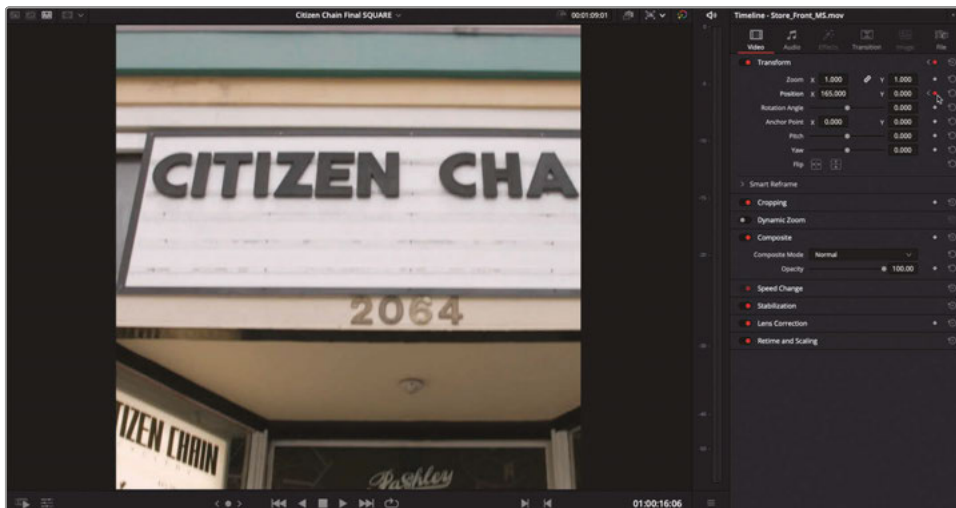 Citizen Chain Final SQUARE
00:01:09:01
Timeline - Store_Front_MS.mov
Video Audio Effects Transition Image File
Transform
Zoom X 1.000 Y 1.000
Position X 165.000 Y 0.000
Rotation Angle 0.000
Anchor Point X 0.000 Y 0.000
Pitch 0.000
Yaw 0.000
Flip
Smart Reframe
Cropping
Dynamic Zoom
Composite
Composite Mode Normal
Opacity 100.00
Speed Change
Stabilization
Lens Correction
Retime and Scaling
CITIZEN CHA
2064
TIZEN CHAIN
Pashley
01:00:16:06